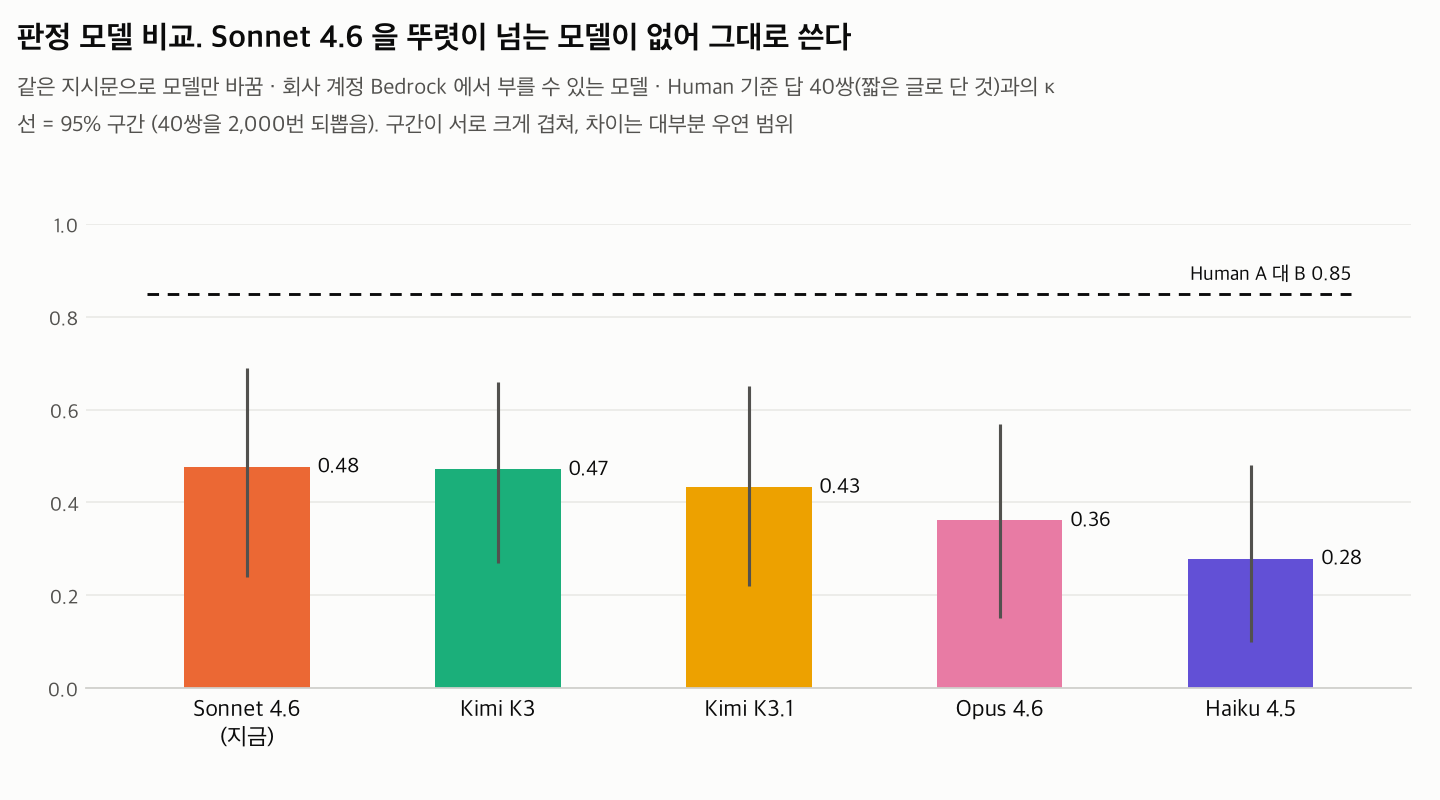 판정 모델 비교. Sonnet 4.6 을 뚜렷이 넘는 모델이 없어 그대로 쓴다
같은 지시문으로 모델만 바꿈 · 회사 계정 Bedrock 에서 부를 수 있는 모델 · Human 기준 답 40쌍(짧은 글로 단 것)과의 κ
선 = 95% 구간 (40쌍을 2,000번 되뽑음). 구간이 서로 크게 겹쳐, 차이는 대부분 우연 범위
1.0
Human A 대 B 0.85
0.8
0.6
0.48
0.47
0.43
0.4
0.36
0.28
0.2
0.0
Sonnet 4.6
(지금)
Kimi K3
Kimi K3.1
Opus 4.6
Haiku 4.5